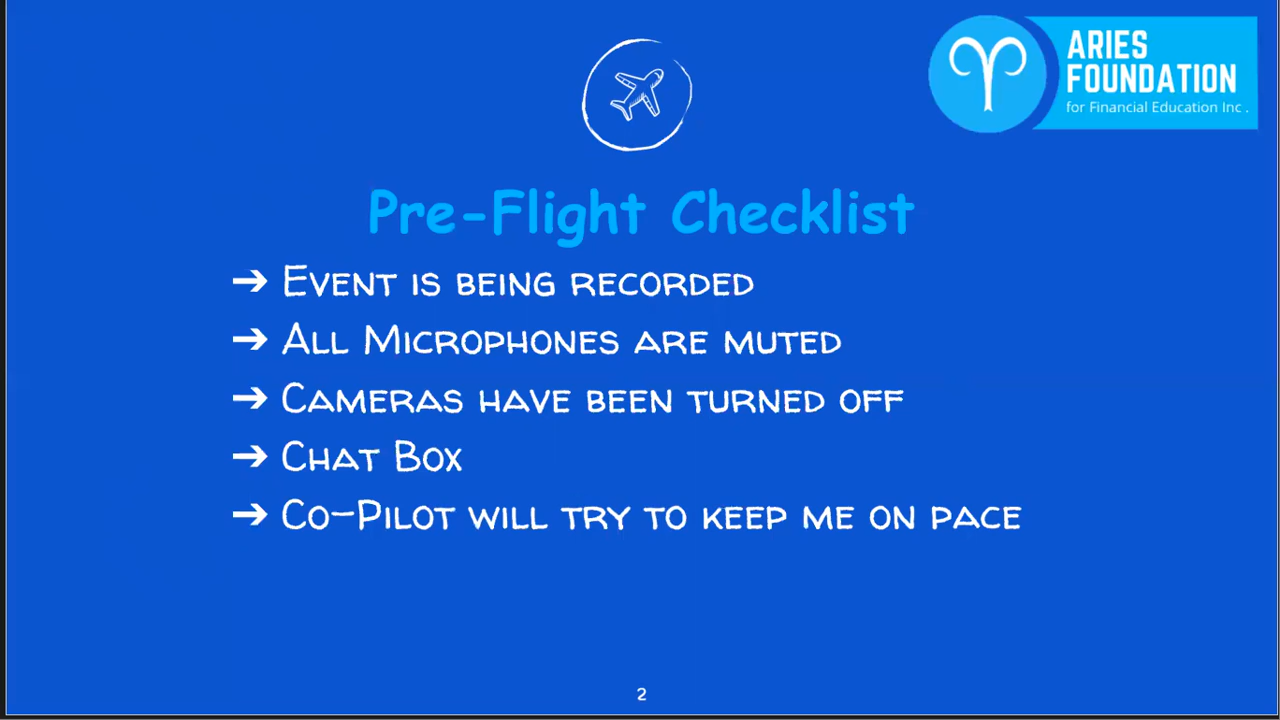 ARIES
FOUNDATION
for Financial Education Inc .
Pre-Flight Checklist
➔ Event is being recorded
➔ All Microphones are muted
➔ Cameras have been turned off
➔ Chat Box
➔ Co-Pilot will try to keep me on pace
2